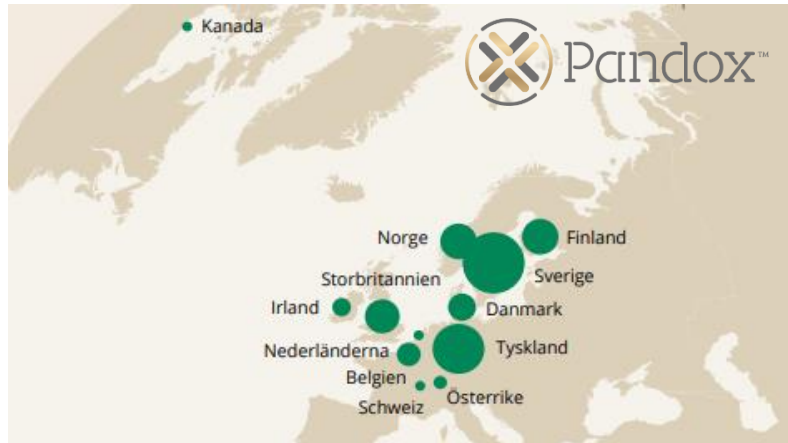 Kanada
Pandox™
Norge
Finland
Storbritannien
Sverige
Irland
Danmark
Nederländerna
Tyskland
Belgien
Österrike
Schweiz